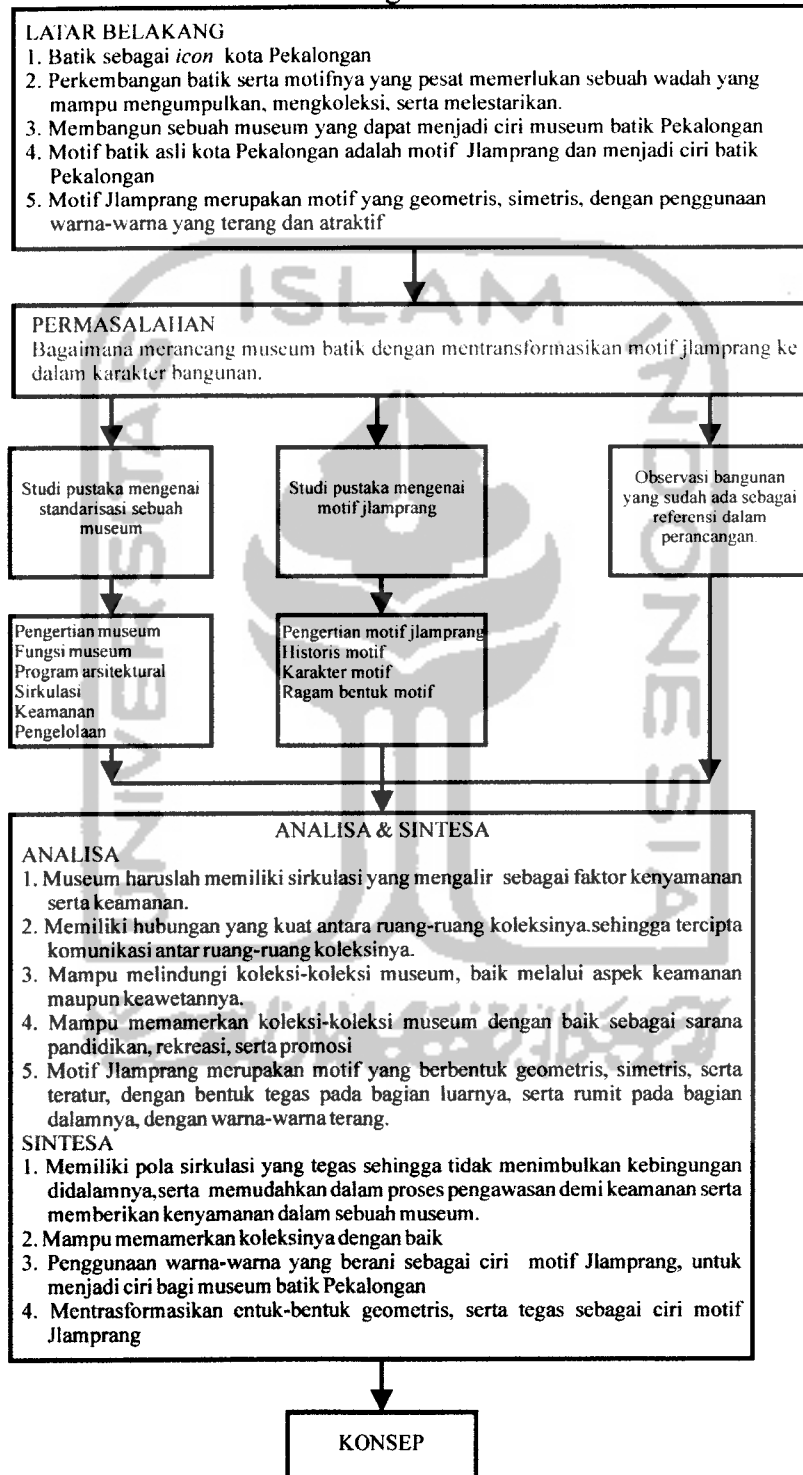 LATAR BELAKANG
1. Batik sebagai icon kota Pekalongan
2. Perkembangan batik serta motifnya yang pesat memerlukan sebuah wadah yang
mampu mengumpulkan, mengkoleksi, serta melestarikan.
3. Membangun sebuah museum yang dapat menjadi ciri museum batik Pekalongan
4. Motif batik asli kota Pekalongan adalah motif Jlamprang dan menjadi ciri batik
Pekalongan
5. Motif Jlamprang merupakan motif yang geometris, simetris, dengan penggunaan
warna-warna yang terang dan atraktif
PERMASALAHAN
Bagaimana merancang museum batik dengan mentransformasikan motif jlamprang ke
dalam karakter bangunan.
Studi pustaka mengenai
standarisasi sebuah
museum
Studi pustaka mengenai
motif jlamprang
Observasi bangunan
yang sudah ada sebagai
referensi dalam
perancangan.
Pengertian museum
Fungsi museum
Program arsitektural
Sirkulasi
Keamanan
Pengelolaan
Pengertian motif jlamprang
Historis motif
Karakter motif
Ragam bentuk motif
ANALISA & SINTESA
ANALISA
1. Museum haruslah memiliki sirkulasi yang mengalir sebagai faktor kenyamanan
serta keamanan.
2. Memiliki hubungan yang kuat antara ruang-ruang koleksinya.sehingga tercipta
komunikasi antar ruang-ruang koleksinya.
3. Mampu melindungi koleksi-koleksi museum, baik melalui aspek keamanan
maupun keawetannya.
4. Mampu memamerkan koleksi-koleksi museum dengan baik sebagai sarana
pandidikan, rekreasi, serta promosi
5. Motif Jlamprang merupakan motif yang berbentuk geometris, simetris, serta
teratur, dengan bentuk tegas pada bagian luarnya, serta rumit pada bagian
dalamnya, dengan warna-warna terang.
SINTESA
1. Memiliki pola sirkulasi yang tegas sehingga tidak menimbulkan kebingungan
didalamnya,serta memudahkan dalam proses pengawasan demi keamanan serta
memberikan kenyamanan dalam sebuah museum.
2. Mampu memamerkan koleksinya dengan baik
3. Penggunaan warna-warna yang berani sebagai ciri motif Jlamprang, untuk
menjadi ciri bagi museum batik Pekalongan
4. Mentrasformasikan entuk-bentuk geometris, serta tegas sebagai ciri motif
Jlamprang
KONSEP
UNIVERSITAS
ISLAM
INDONESIA